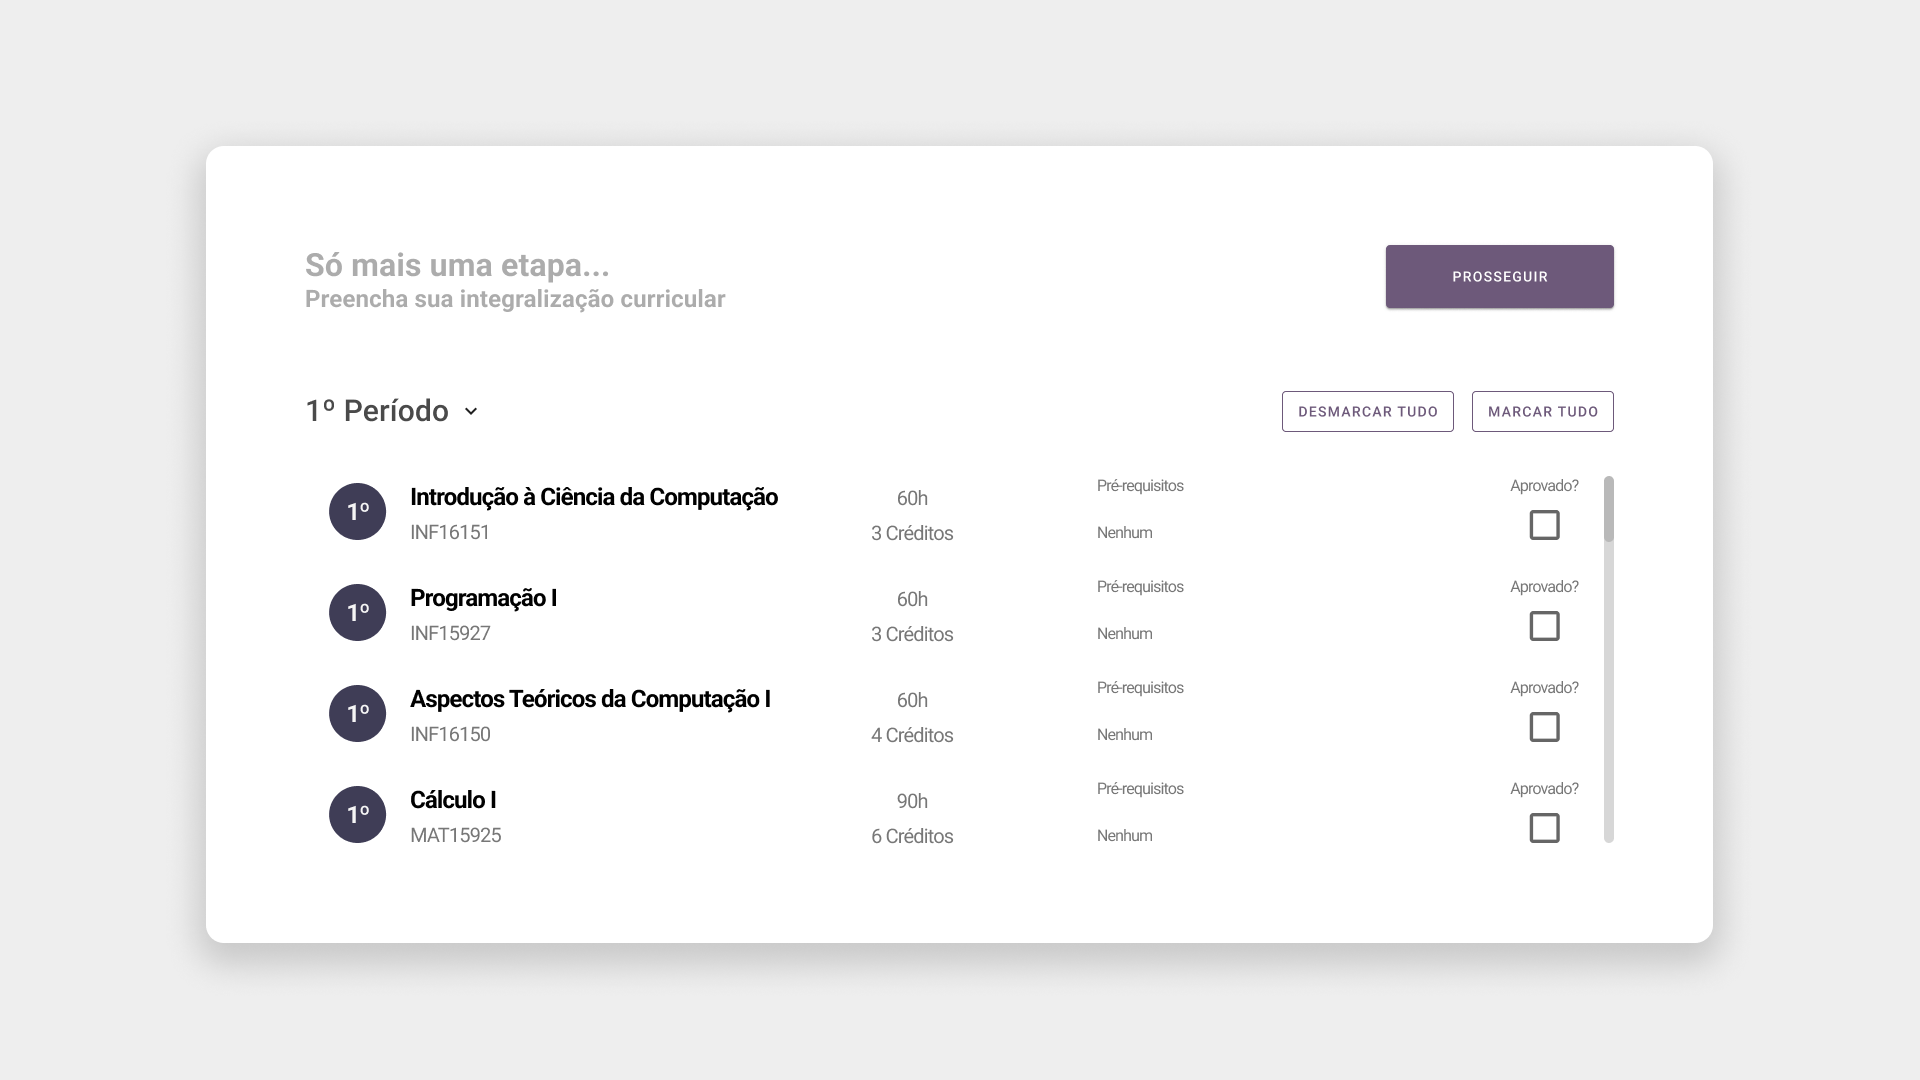 Só mais uma etapa...
Preencha sua integralização curricular
PROSSEGUIR
1º Período
DESMARCAR TUDO
MARCAR TUDO
1º
Introdução à Ciência da Computação
INF16151
60h
3 Créditos
Pré-requisitos
Nenhum
Aprovado?
1º
Programação I
INF15927
60h
3 Créditos
Pré-requisitos
Nenhum
Aprovado?
1º
Aspectos Teóricos da Computação I
INF16150
60h
4 Créditos
Pré-requisitos
Nenhum
Aprovado?
1º
Cálculo I
MAT15925
90h
6 Créditos
Pré-requisitos
Nenhum
Aprovado?